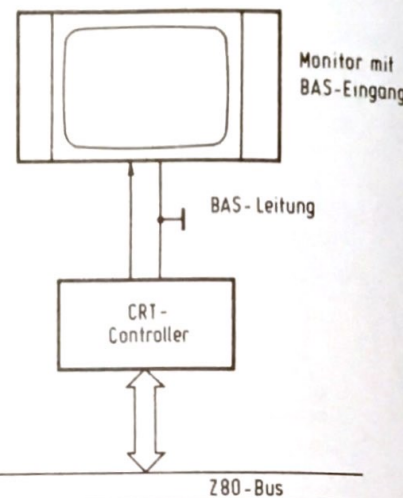 Monitor mit
BAS-Eingang
BAS-Leitung
CRT-
Controller
Z80-Bus